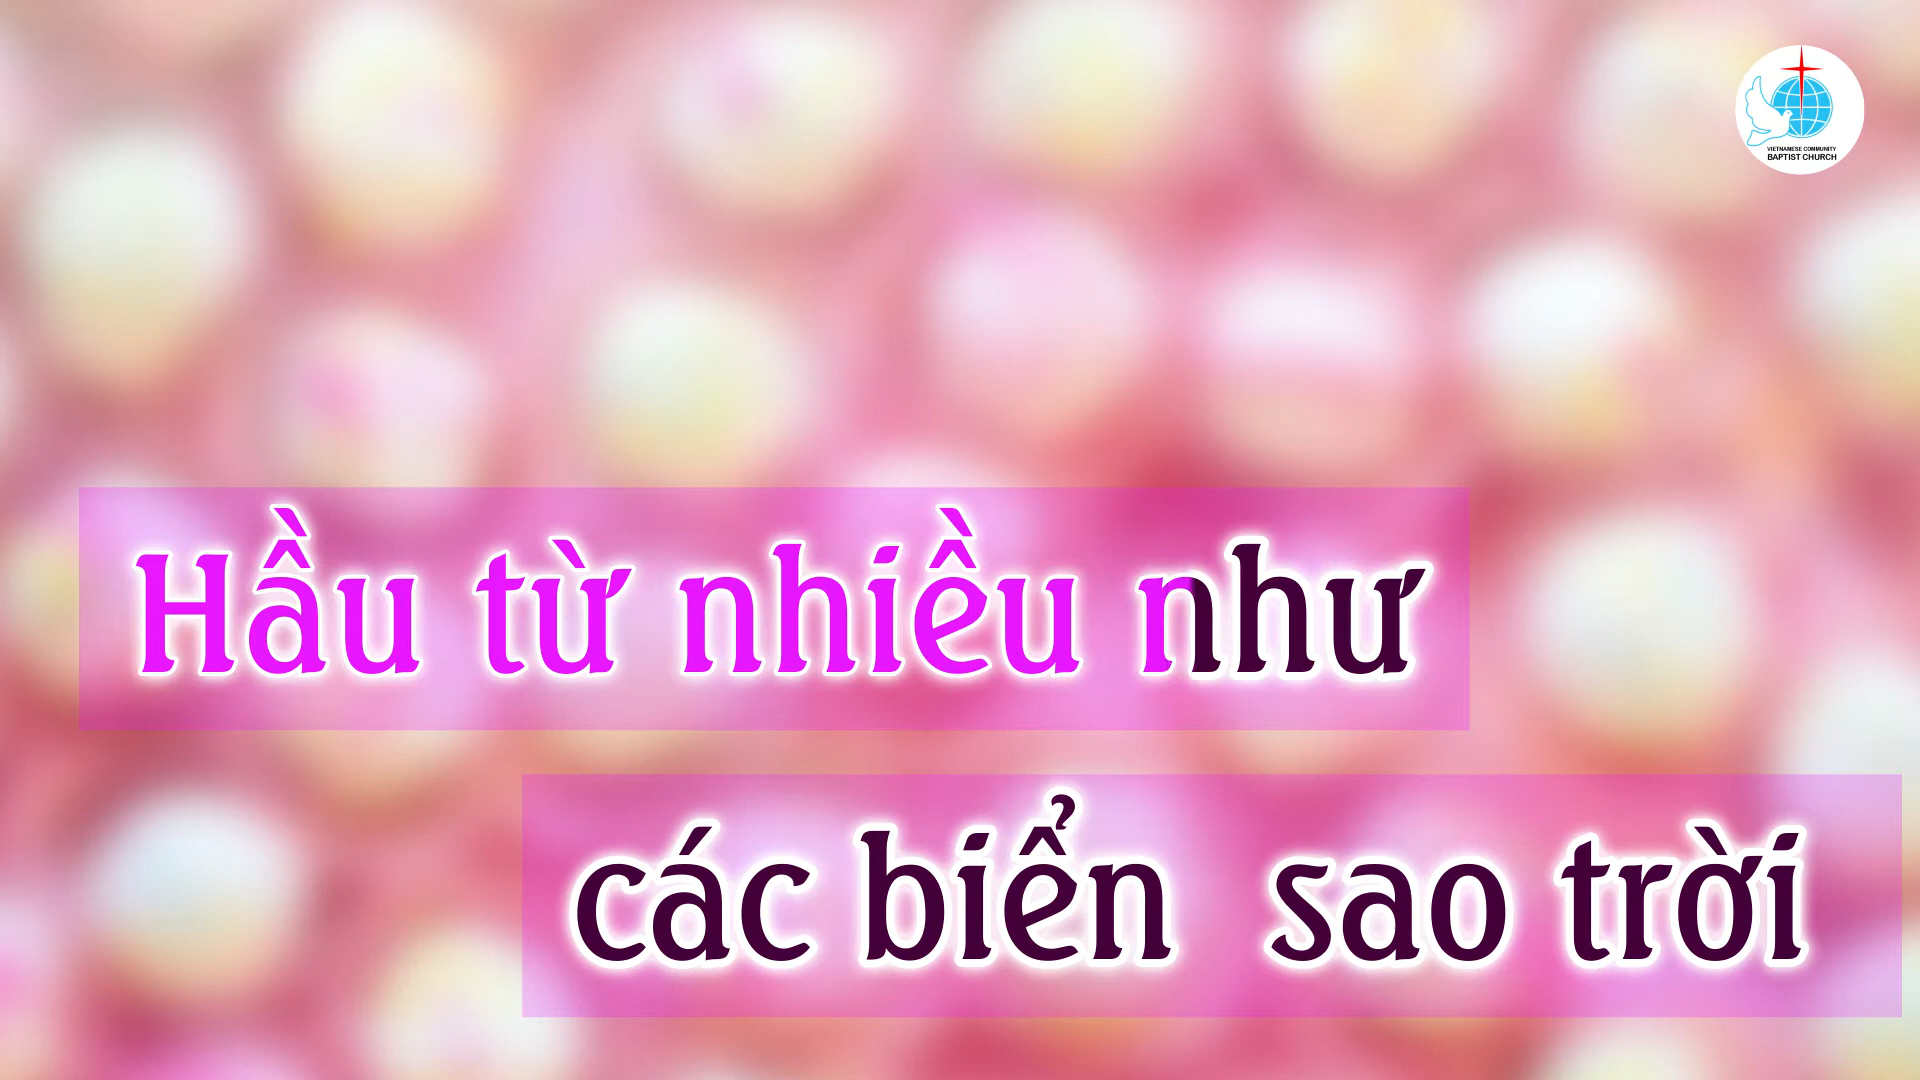 VIETNAMESE COMMUNITY
BAPTIST CHURCH
Hầu từ nhiều như
các biển sao trời